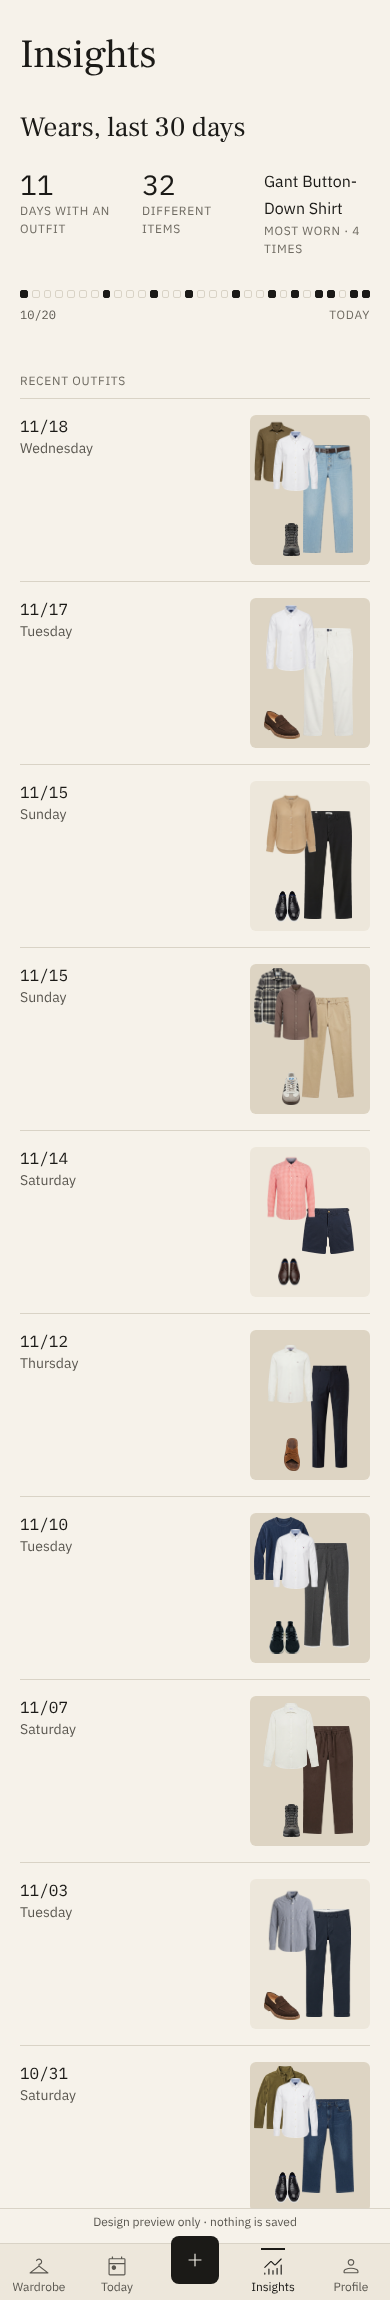 Insights
Wears, last 30 days
11
DAYS WITH AN
OUTFIT
32
DIFFERENT
ITEMS
Gant Button-
Down Shirt
MOST WORN · 4
TIMES
10/20
TODAY
RECENT OUTFITS
11/18
Wednesday
11/17
Tuesday
11/15
Sunday
11/15
Sunday
11/14
Saturday
11/12
Thursday
11/10
Tuesday
11/07
Saturday
11/03
Tuesday
10/31
Saturday
Design preview only · nothing is saved
Wardrobe
Today
+
Insights
Profile